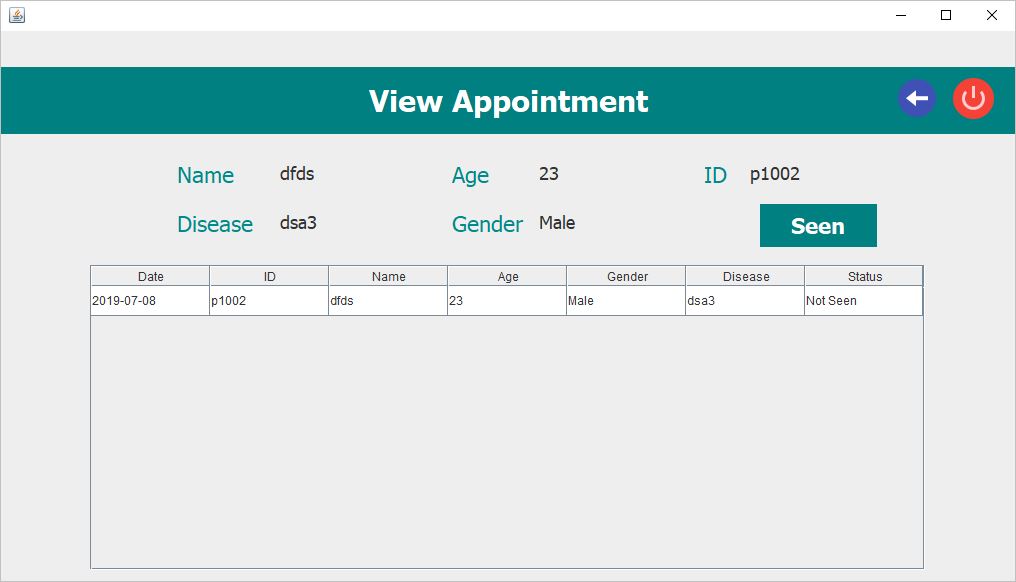 View Appointment
Name dfds Age 23 ID p1002
Disease dsa3 Gender Male Seen
Date ID Name Age Gender Disease Status
2019-07-08 p1002 dfds 23 Male dsa3 Not Seen